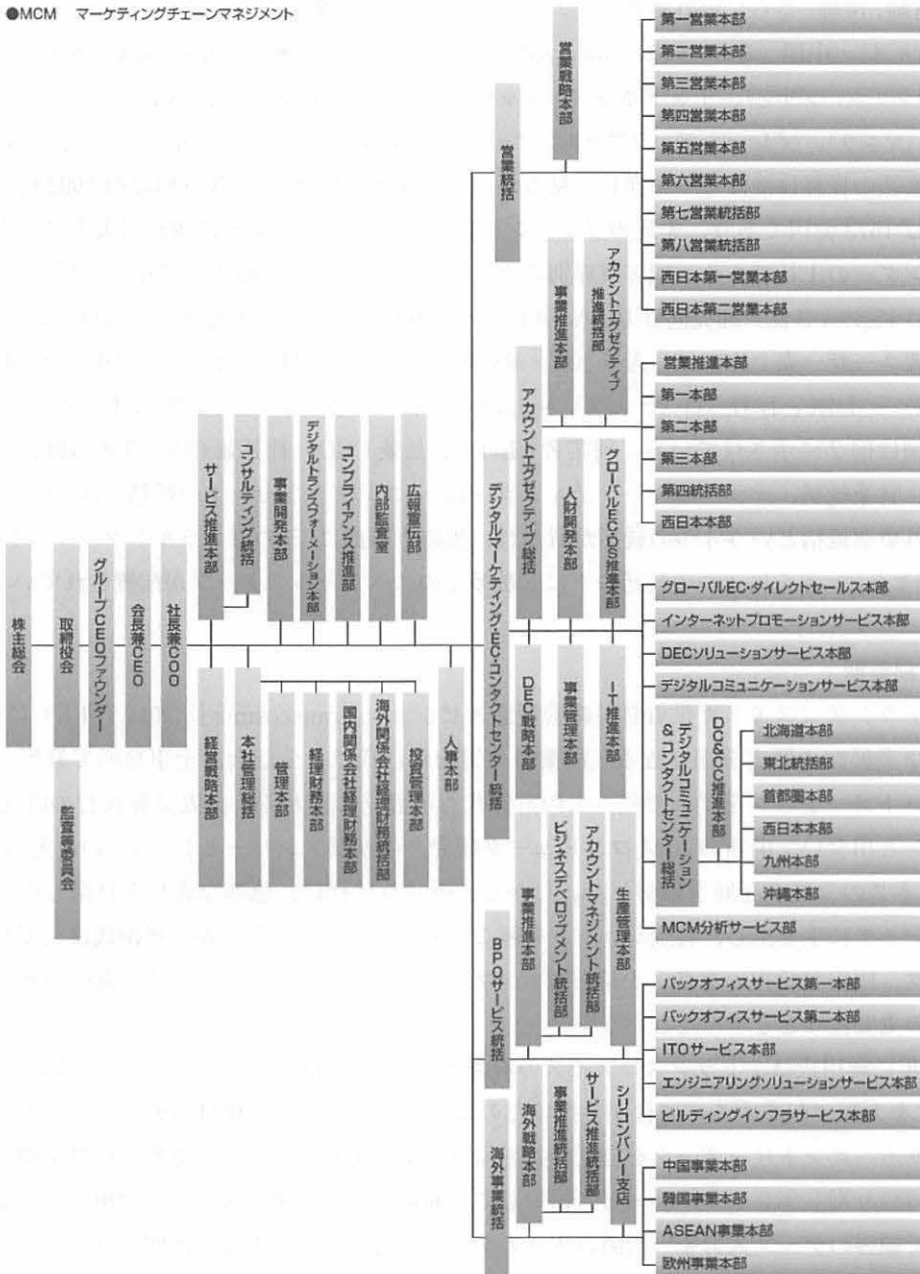 ●MCM マーケティングチェーンマネジメント
株主総会
取締役会
監査等委員会
グループCEOファウンダー
会長兼CEO
社長兼COO
サービス推進本部
コンサルティング統括
事業開発本部
デジタルトランスフォーメーション本部
コンプライアンス推進部
内部監査室
広報宣伝部
経営戦略本部
本社管理総括
管理本部
経理財務本部
国内関係会社経理財務本部
海外関係会社経理財務統括部
投資管理本部
人事本部
営業統括
営業戦略本部
第一営業本部
第二営業本部
第三営業本部
第四営業本部
第五営業本部
第六営業本部
第七営業統括部
第八営業統括部
西日本第一営業本部
西日本第二営業本部
デジタルマーケティング・EC・コンタクトセンター統括
アカウントエグゼクティブ総括
事業推進本部
アカウントエグゼクティブ
推進統括部
営業推進本部
第一本部
第二本部
第三本部
第四統括部
西日本本部
人財開発本部
グローバルEC・OS推進本部
DEC戦略本部
事業管理本部
IT推進本部
グローバルEC・ダイレクトセールス本部
インターネットプロモーションサービス本部
DECソリューションサービス本部
デジタルコミュニケーションサービス本部
デジタルコミュニケーション
&コンタクトセンター総括
DC&CC推進本部
北海道本部
東北統括部
首都圏本部
西日本本部
九州本部
沖縄本部
MCM分析サービス部
BPOサービス統括
事業推進本部
ビジネスデベロップメント統括部
アカウントマネジメント統括部
生産管理本部
バックオフィスサービス第一本部
バックオフィスサービス第二本部
ITOサービス本部
エンジニアリングソリューションサービス本部
ビルディングインフラサービス本部
海外事業統括
海外戦略本部
事業推進統括部
サービス推進統括部
シリコンバレー支店
中国事業本部
韓国事業本部
ASEAN事業本部
欧州事業本部